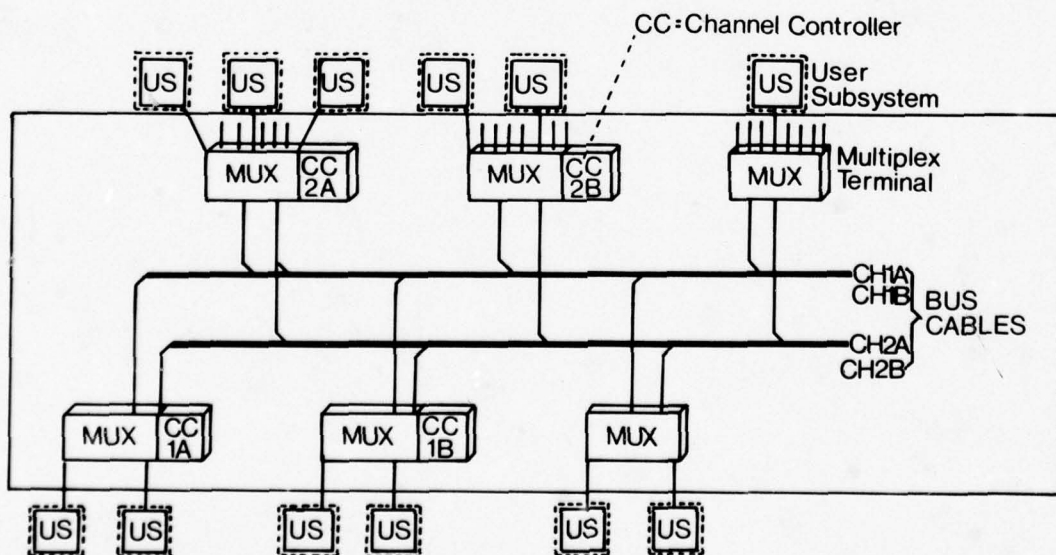 CC=Channel Controller
US
US
US
US
US
US
User
Subsystem
MUX
CC
2A
MUX
CC
2B
MUX
Multiplex
Terminal
CH1A
CH1B
BUS
CABLES
CH2A
CH2B
MUX
CC
1A
MUX
CC
1B
MUX
US
US
US
US
US
US